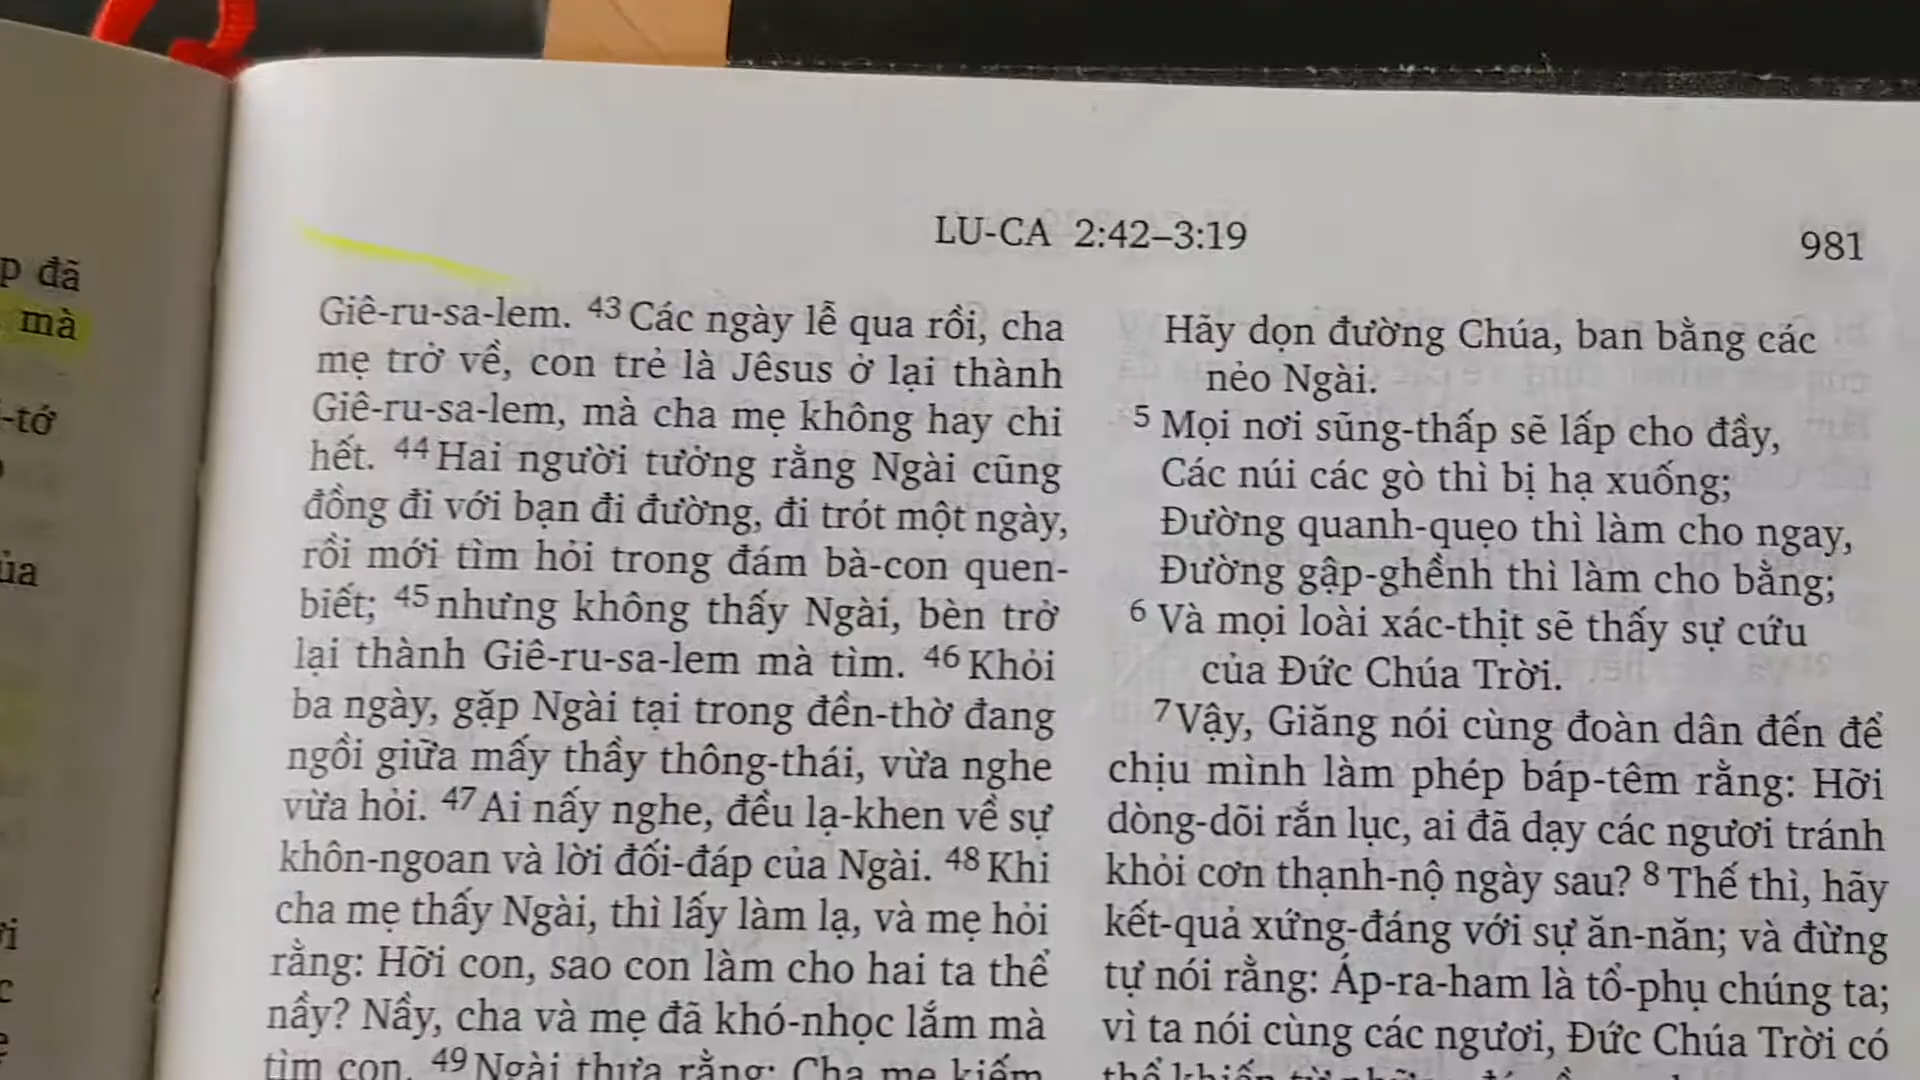 p đã
mà
-tớ
LU-CA 2:42–3:19
981
Giê-ru-sa-lem. 43 Các ngày lễ qua rồi, cha
mẹ trở về, con trẻ là Jêsus ở lại thành
Giê-ru-sa-lem, mà cha mẹ không hay chi
hết. 44 Hai người tưởng rằng Ngài cũng
đồng đi với bạn đi đường, đi trót một ngày,
rồi mới tìm hỏi trong đám bà-con quen-
biết; 45 nhưng không thấy Ngài, bèn trở
lại thành Giê-ru-sa-lem mà tìm. 46 Khỏi
ba ngày, gặp Ngài tại trong đền-thờ đang
ngồi giữa mấy thầy thông-thái, vừa nghe
vừa hỏi. 47 Ai nấy nghe, đều lạ-khen về sự
khôn-ngoan và lời đối-đáp của Ngài. 48 Khi
cha mẹ thấy Ngài, thì lấy làm lạ, và mẹ hỏi
rằng: Hỡi con, sao con làm cho hai ta thể
nầy? Nầy, cha và mẹ đã khó-nhọc lắm mà
tìm con. 49 Ngài thưa rằng: Cha mẹ kiếm
Hãy dọn đường Chúa, ban bằng các
nẻo Ngài.
5 Mọi nơi sũng-thấp sẽ lấp cho đầy,
Các núi các gò thì bị hạ xuống;
Đường quanh-quẹo thì làm cho ngay,
Đường gập-ghềnh thì làm cho bằng;
6 Và mọi loài xác-thịt sẽ thấy sự cứu
của Đức Chúa Trời.
7 Vậy, Giăng nói cùng đoàn dân đến để
chịu mình làm phép báp-têm rằng: Hỡi
dòng-dõi rắn lục, ai đã dạy các ngươi tránh
khỏi cơn thạnh-nộ ngày sau? 8 Thế thì, hãy
kết-quả xứng-đáng với sự ăn-năn; và đừng
tự nói rằng: Áp-ra-ham là tổ-phụ chúng ta;
vì ta nói cùng các ngươi, Đức Chúa Trời có
thể khiến từ